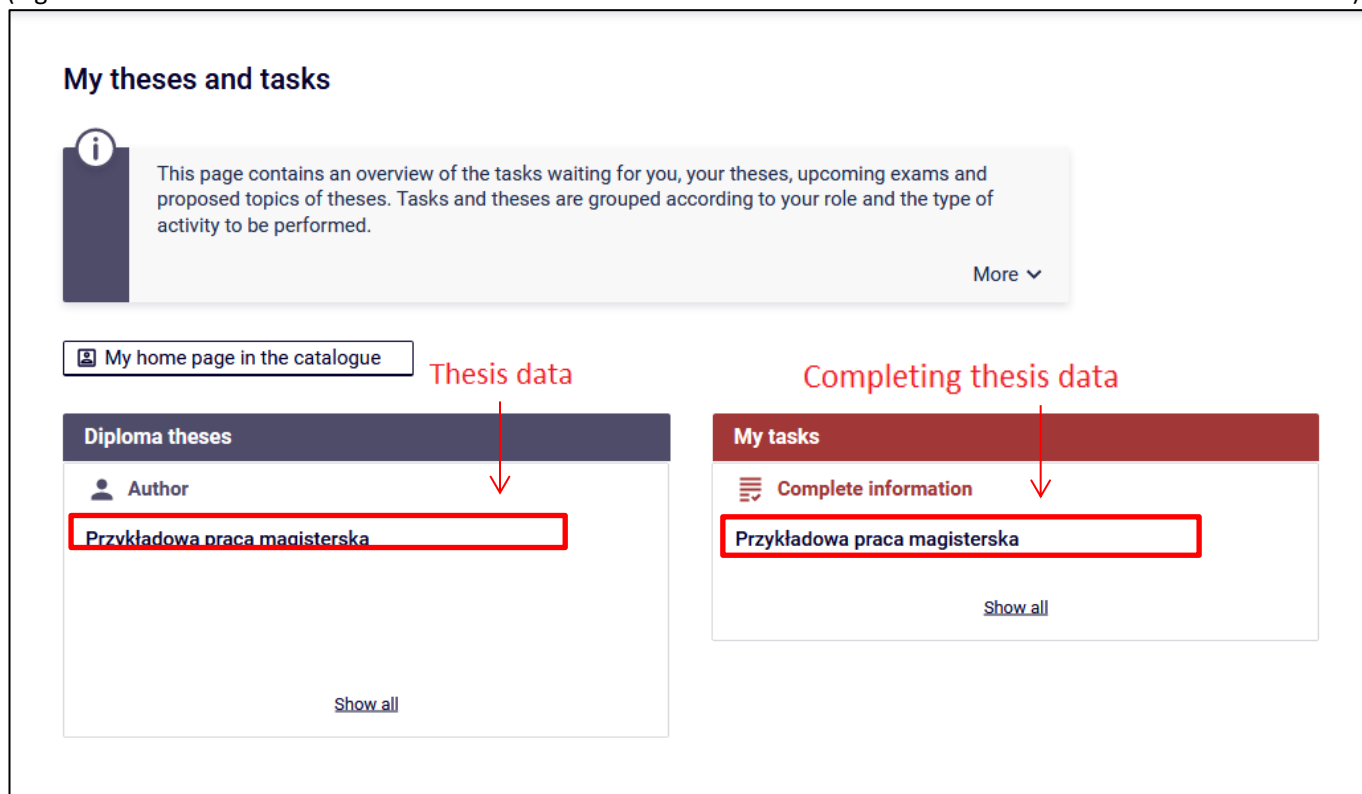 My theses and tasks
This page contains an overview of the tasks waiting for you, your theses, upcoming exams and
proposed topics of theses. Tasks and theses are grouped according to your role and the type of
activity to be performed.
More
My home page in the catalogue
Thesis data
Completing thesis data
Diploma theses
Author
Przykładowa praca magisterska
Show all
My tasks
Complete information
Przykładowa praca magisterska
Show all